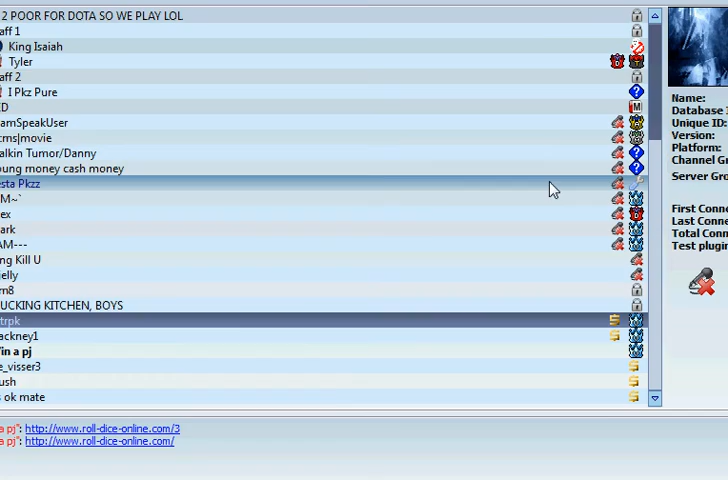 2 POOR FOR DOTA SO WE PLAY LOL
aff 1
King Isaiah
Tyler
aff 2
I Pkz Pure
D
amSpeakUser
cms|movie
alkin Tumor/Danny
oung money cash money
esta Pkzz
M~`
ex
ark
AM---
ng Kill U
ielly
m8
UCKING KITCHEN, BOYS
trpk
ackney1
in a pj
e_visser3
ush
s ok mate
a pj": http://www.roll-dice-online.com/3
a pj": http://www.roll-dice-online.com/
Name:
Database I
Unique ID:
Version:
Platform:
Channel Gr
Server Gro
First Conne
Last Conne
Total Conn
Test plugin